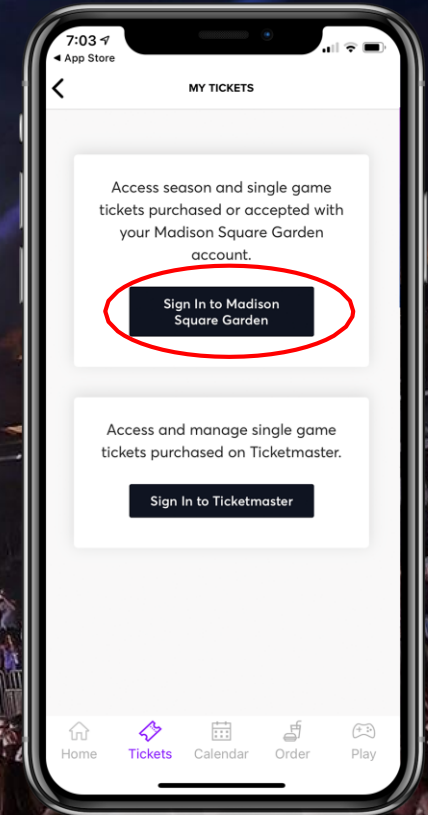 7:03
◀ App Store
MY TICKETS
Access season and single game
tickets purchased or accepted with
your Madison Square Garden
account.
Sign In to Madison
Square Garden
Access and manage single game
tickets purchased on Ticketmaster.
Sign In to Ticketmaster
Home Tickets Calendar Order Play